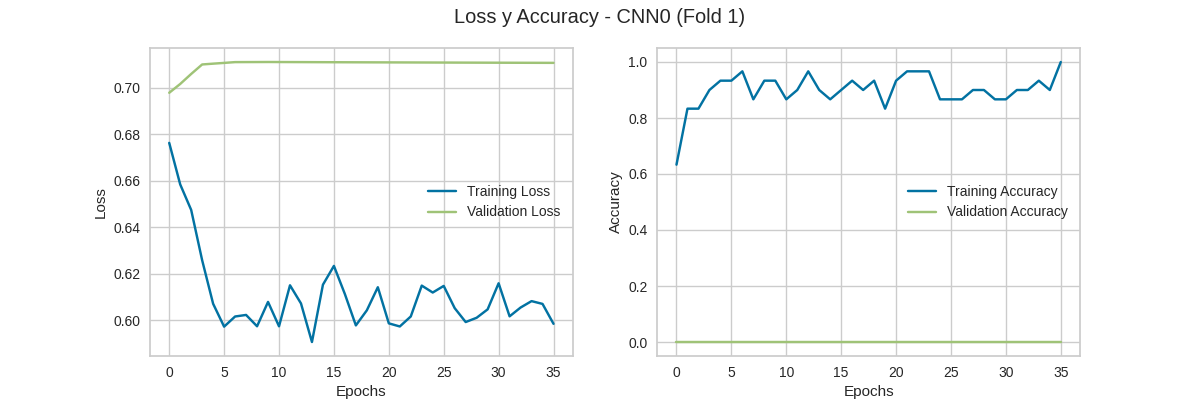 Loss y Accuracy - CNN0 (Fold 1)
0.70
0.68
0.66
0.64
0.62
0.60
Loss
0 5 10 15 20 25 30 35
Epochs
Training Loss
Validation Loss
1.0
0.8
0.6
0.4
0.2
0.0
Accuracy
0 5 10 15 20 25 30 35
Epochs
Training Accuracy
Validation Accuracy